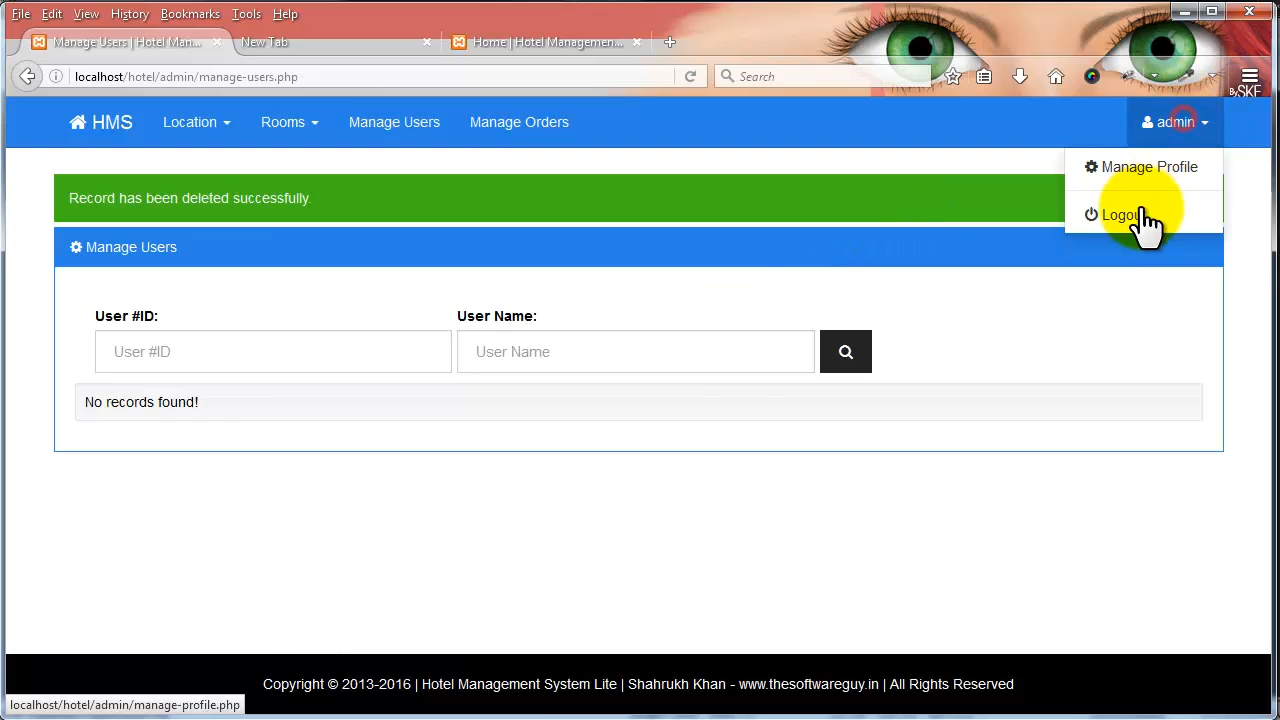 File Edit View History Bookmarks Tools Help
Manage Users | Hotel Man... New Tab Home | Hotel Managemen...
localhost/hotel/admin/manage-users.php Search
BySKF
HMS Location Rooms Manage Users Manage Orders admin
Manage Profile
Record has been deleted successfully.
Logout
Manage Users
User #ID: User Name:
User #ID User Name
No records found!
Copyright © 2013-2016 | Hotel Management System Lite | Shahrukh Khan - www.thesoftwareguy.in | All Rights Reserved
localhost/hotel/admin/manage-profile.php